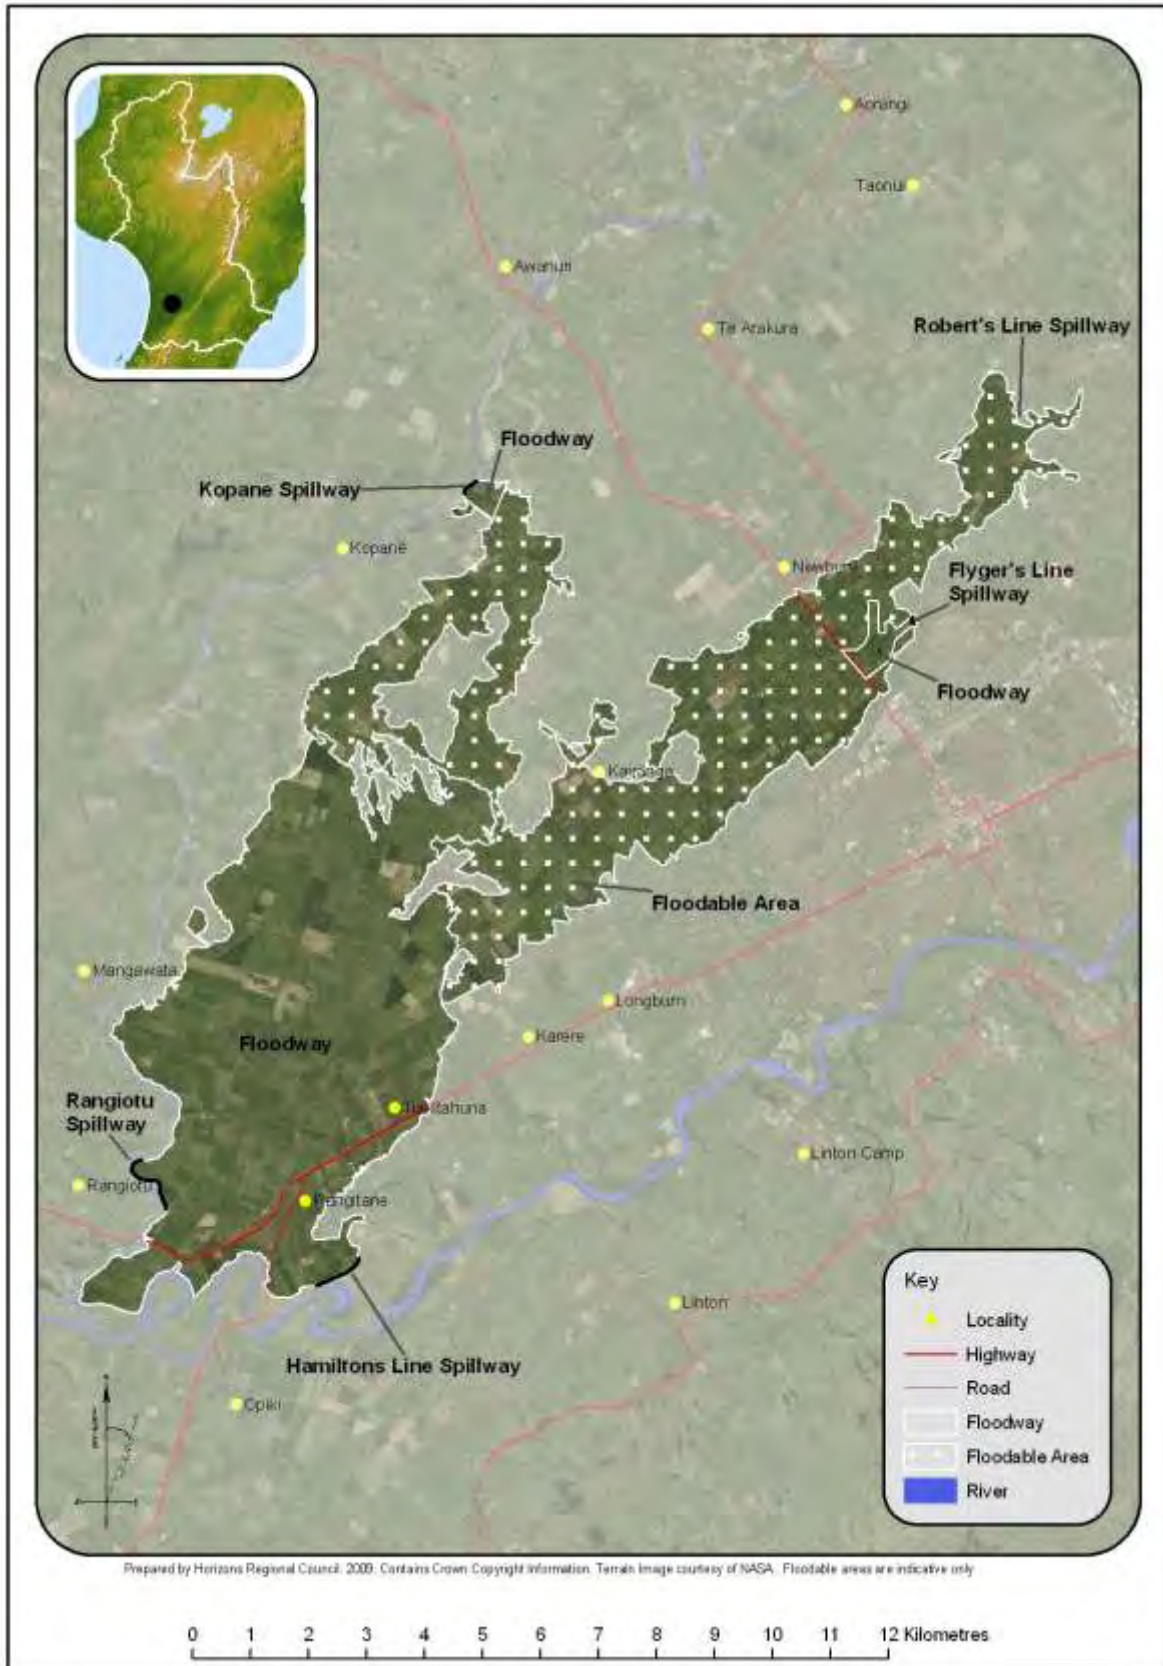 Aorangi
Taonui
Awahuri
Te Arakura
Robert's Line Spillway
Floodway
Kopane Spillway
Kopane
Flyger's Line
Spillway
Floodway
Floodable Area
Mangawata
Longburn
Floodway
Karere
Rangiotu
Spillway
Linton Camp
Rangiotu
Rangitane
Linton
Hamiltons Line Spillway
Opiki
Key
Locality
Highway
Road
Floodway
Floodable Area
River
Prepared by Horizons Regional Council. 2009. Contains Crown Copyright Information. Terrain Image courtesy of NASA. Floodable areas are indicative only
0 1 2 3 4 5 6 7 8 9 10 11 12 Kilometres